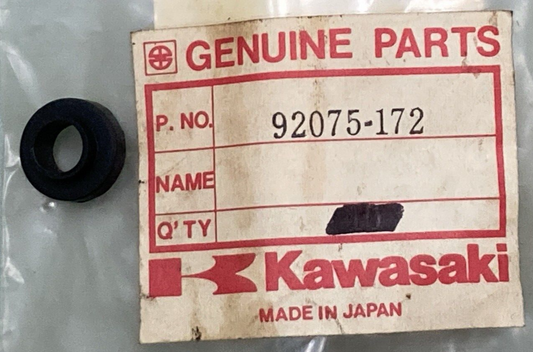 GENUINE PARTS
P. NO. 92075-172
NAME
Q'TY
Kawasaki
MADE IN JAPAN